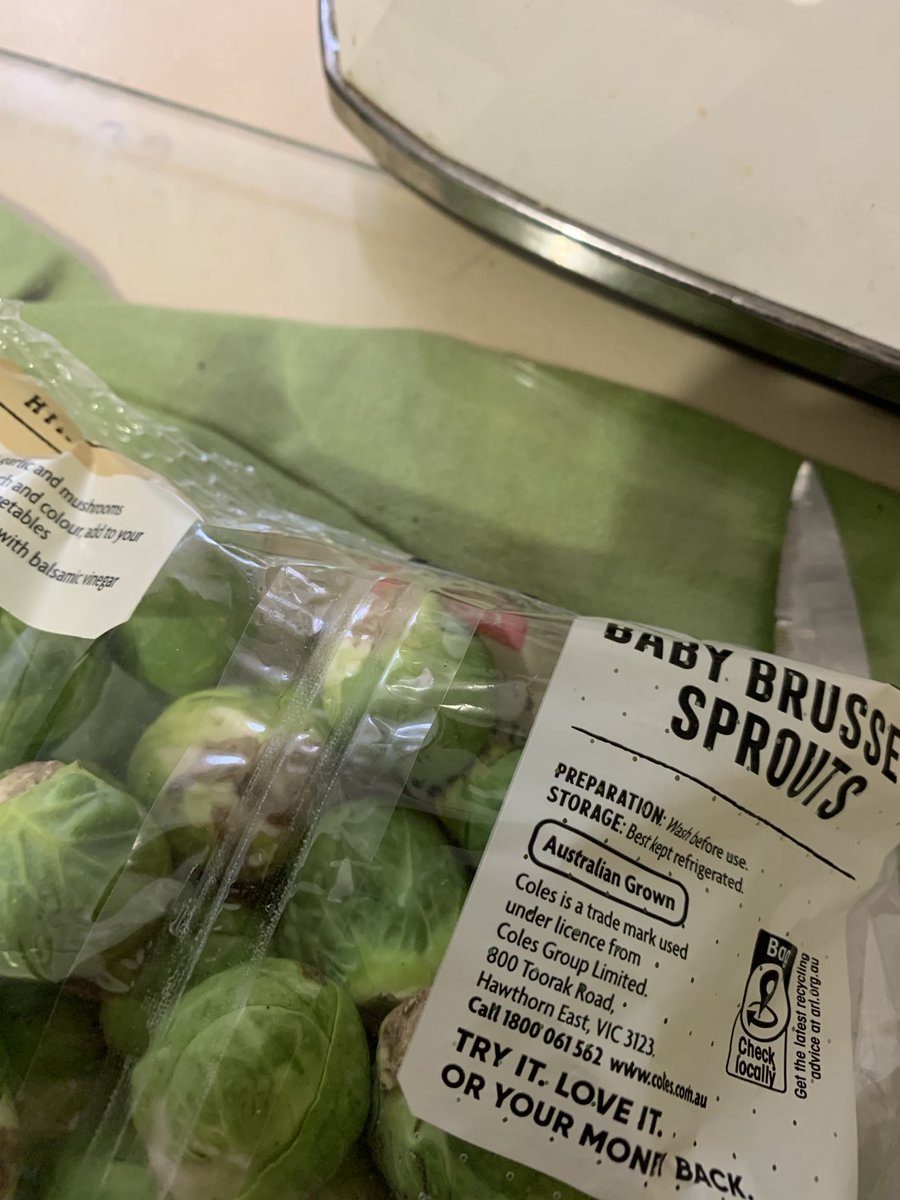 garlic and mushrooms
and colour, add to your
with balsamic vinegar
BABY BRUSSE
SPROUTS
PREPARATION: Wash before use.
STORAGE: Best kept refrigerated.
Australian Grown
Coles is a trade mark used
under licence from
Coles Group Limited.
800 Toorak Road,
Hawthorn East, VIC 3123.
Call 1800 061 562 www.coles.com.au
TRY IT. LOVE IT.
OR YOUR MON BACK.
Bag
Check
locally
Get the latest recycling
advice at arl.org.au